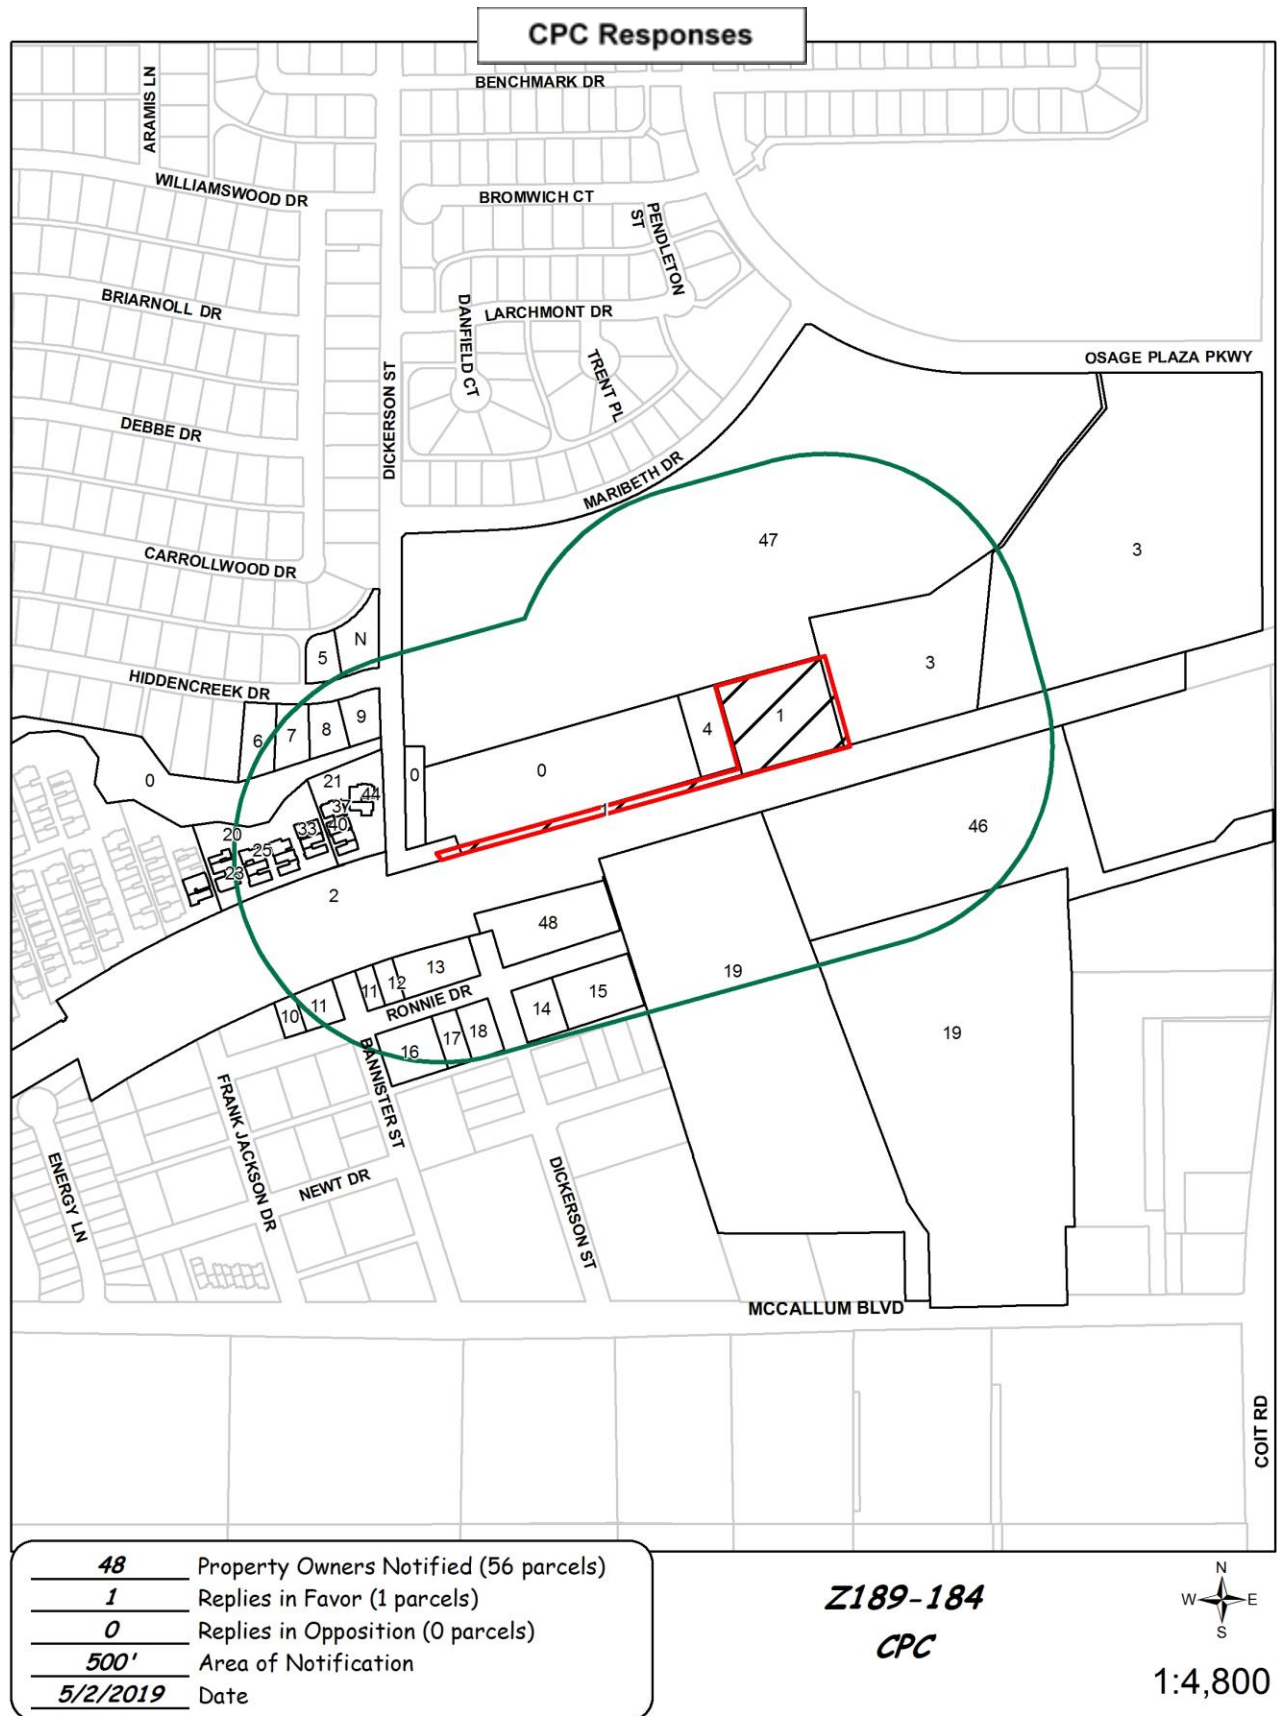 CPC Responses
BENCHMARK DR
ARAMIS LN
WILLIAMSWOOD DR
BROMWICH CT
PENDLETON
ST
BRIARNOLL DR
DANFIELD CT
LARCHMONT DR
TRENT PL
OSAGE PLAZA PKWY
DICKERSON ST
DEBBE DR
MARIBETH DR
47
3
CARROLLWOOD DR
N
5
3
HIDDENCREEK DR
9
8
7
6
4
1
0
0
0
21
44
37
1
33
40
20
25
23
46
2
48
19
13
12
11
15
RONNIE DR
11
10
14
18
17
16
19
BANNISTER ST
FRANK JACKSON DR
ENERGY LN
NEWT DR
DICKERSON ST
MCCALLUM BLVD
COIT RD
48 Property Owners Notified (56 parcels)
1 Replies in Favor (1 parcels)
0 Replies in Opposition (0 parcels)
500' Area of Notification
5/2/2019 Date
Z189-184
CPC
N
W E
S
1:4,800